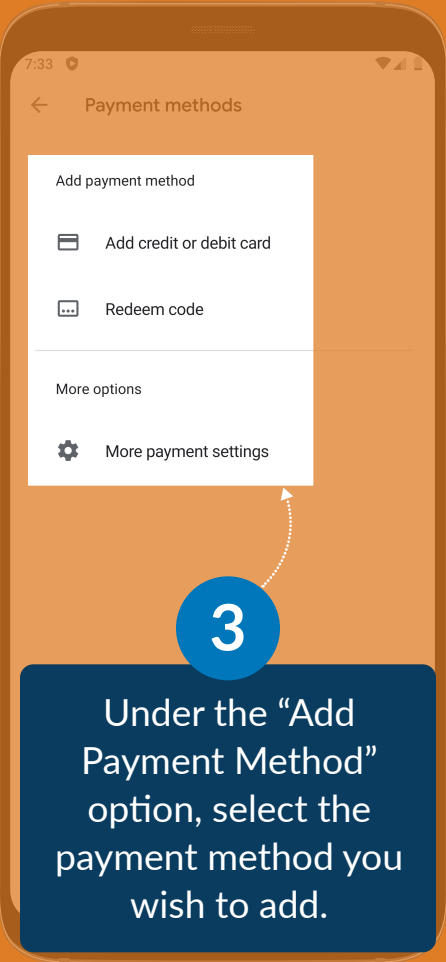 7:33
Payment methods
Add payment method
Add credit or debit card
Redeem code
More options
More payment settings
3
Under the “Add
Payment Method”
option, select the
payment method you
wish to add.